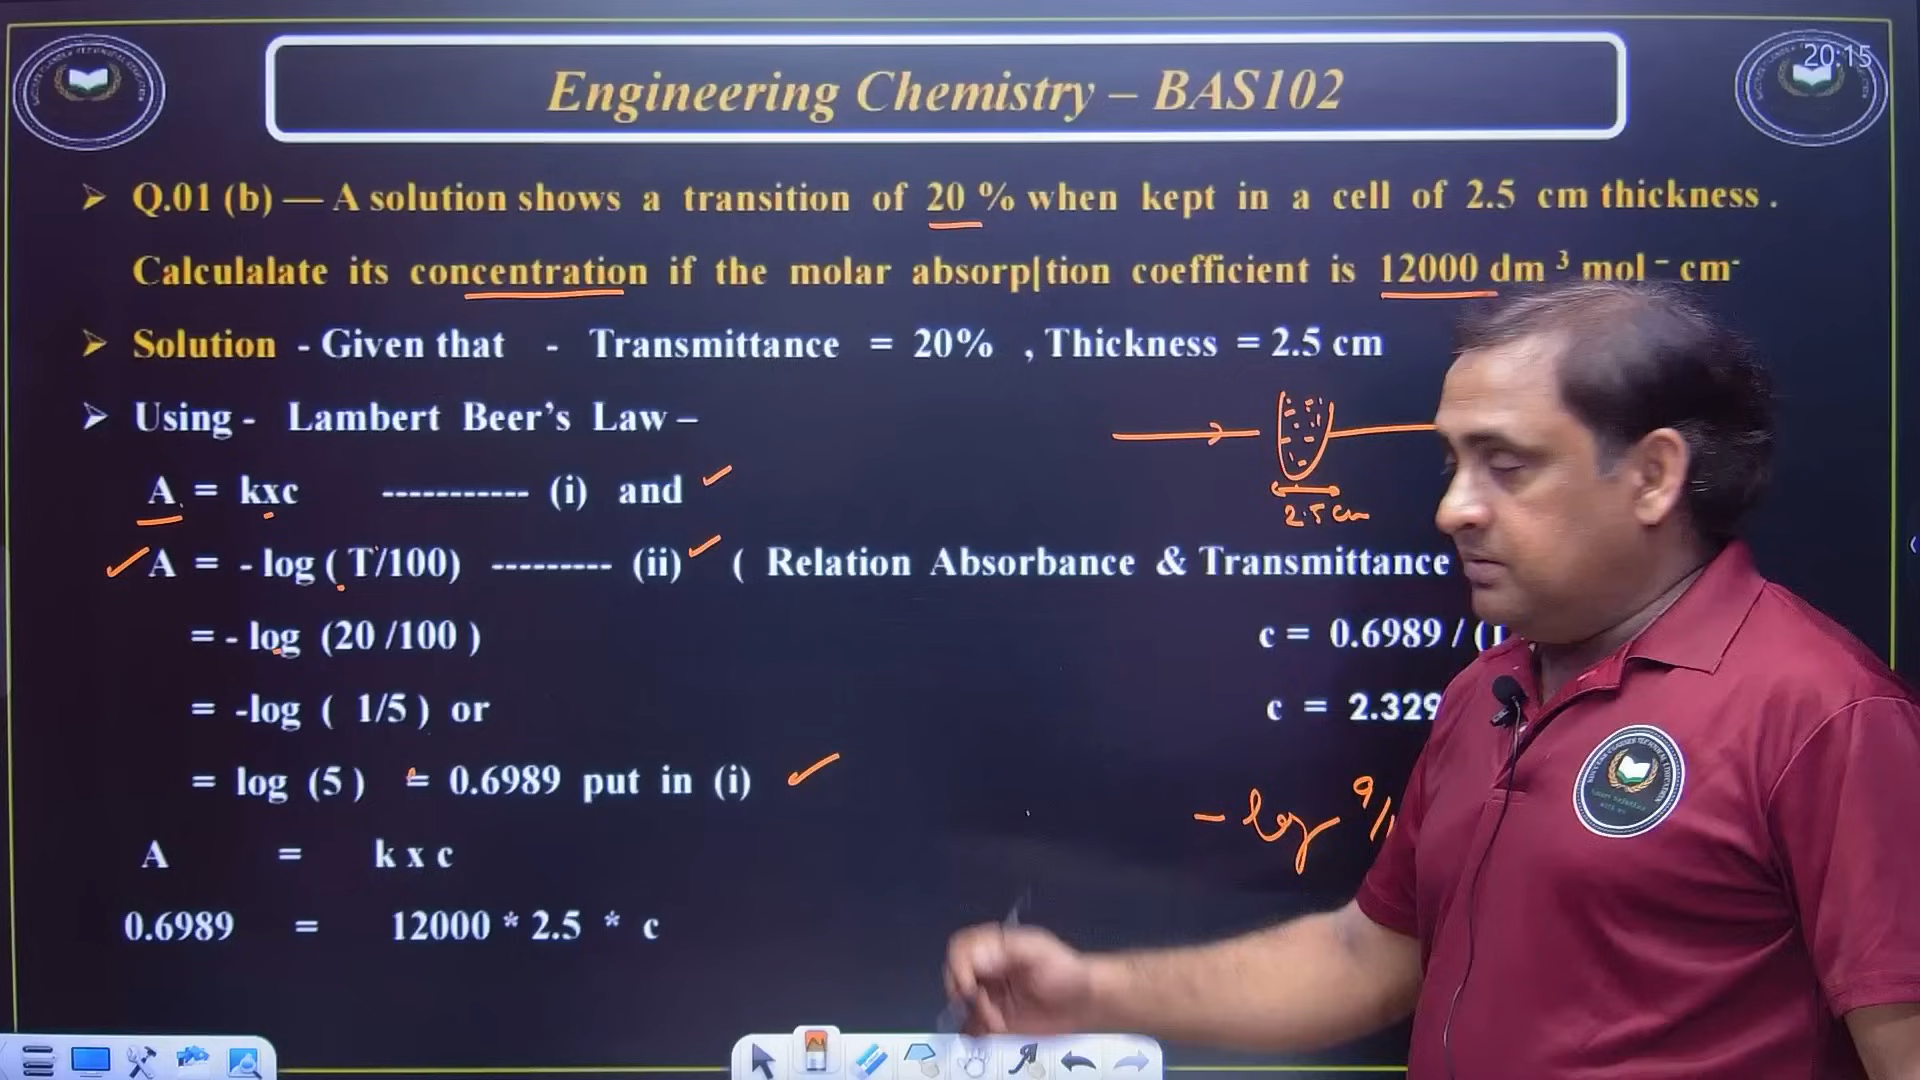 20:15
Engineering Chemistry – BAS102
Q.01 (b) — A solution shows a transition of 20 % when kept in a cell of 2.5 cm thickness .
Calculalate its concentration if the molar absorp[tion coefficient is 12000 dm ³ mol ⁻ cm⁻
Solution - Given that - Transmittance = 20% , Thickness = 2.5 cm
Using - Lambert Beer’s Law –
A = kxc ----------- (i) and
2.5 cm
A = - log ( T/100) --------- (ii) ( Relation Absorbance & Transmittance
= - log (20 /100 )
c = 0.6989 / (1
= -log ( 1/5 ) or
c = 2.329
= log (5 ) = 0.6989 put in (i)
- log
A = k x c
0.6989 = 12000 * 2.5 * c